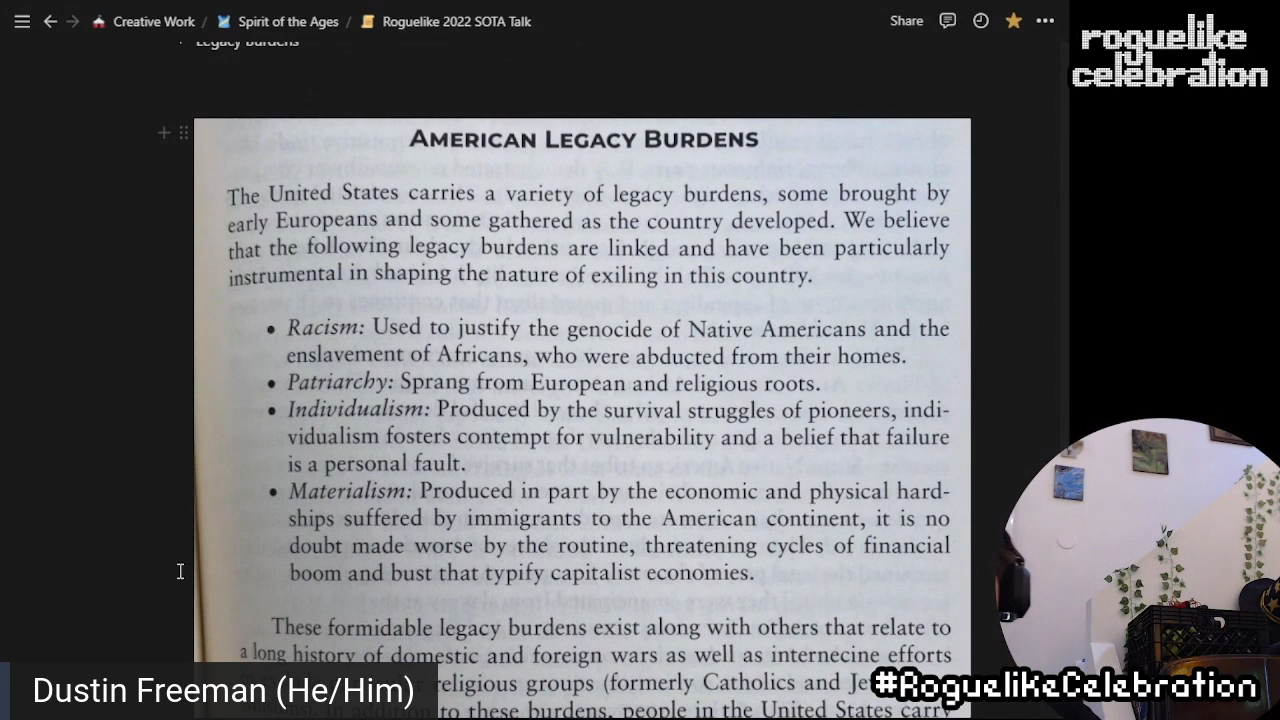 Creative Work / Spirit of the Ages / Roguelike 2022 SOTA Talk
Share
roguelike
celebration
Legacy Burdens
AMERICAN LEGACY BURDENS
The United States carries a variety of legacy burdens, some brought by
early Europeans and some gathered as the country developed. We believe
that the following legacy burdens are linked and have been particularly
instrumental in shaping the nature of exiling in this country.
• Racism: Used to justify the genocide of Native Americans and the
enslavement of Africans, who were abducted from their homes.
• Patriarchy: Sprang from European and religious roots.
• Individualism: Produced by the survival struggles of pioneers, indi-
vidualism fosters contempt for vulnerability and a belief that failure
is a personal fault.
• Materialism: Produced in part by the economic and physical hard-
ships suffered by immigrants to the American continent, it is no
doubt made worse by the routine, threatening cycles of financial
boom and bust that typify capitalist economies.
These formidable legacy burdens exist along with others that relate to
a long history of domestic and foreign wars as well as internecine efforts
religious groups (formerly Catholics and
to these burdens, people in the United States carry
Dustin Freeman (He/Him)
#RoguelikeCelebration